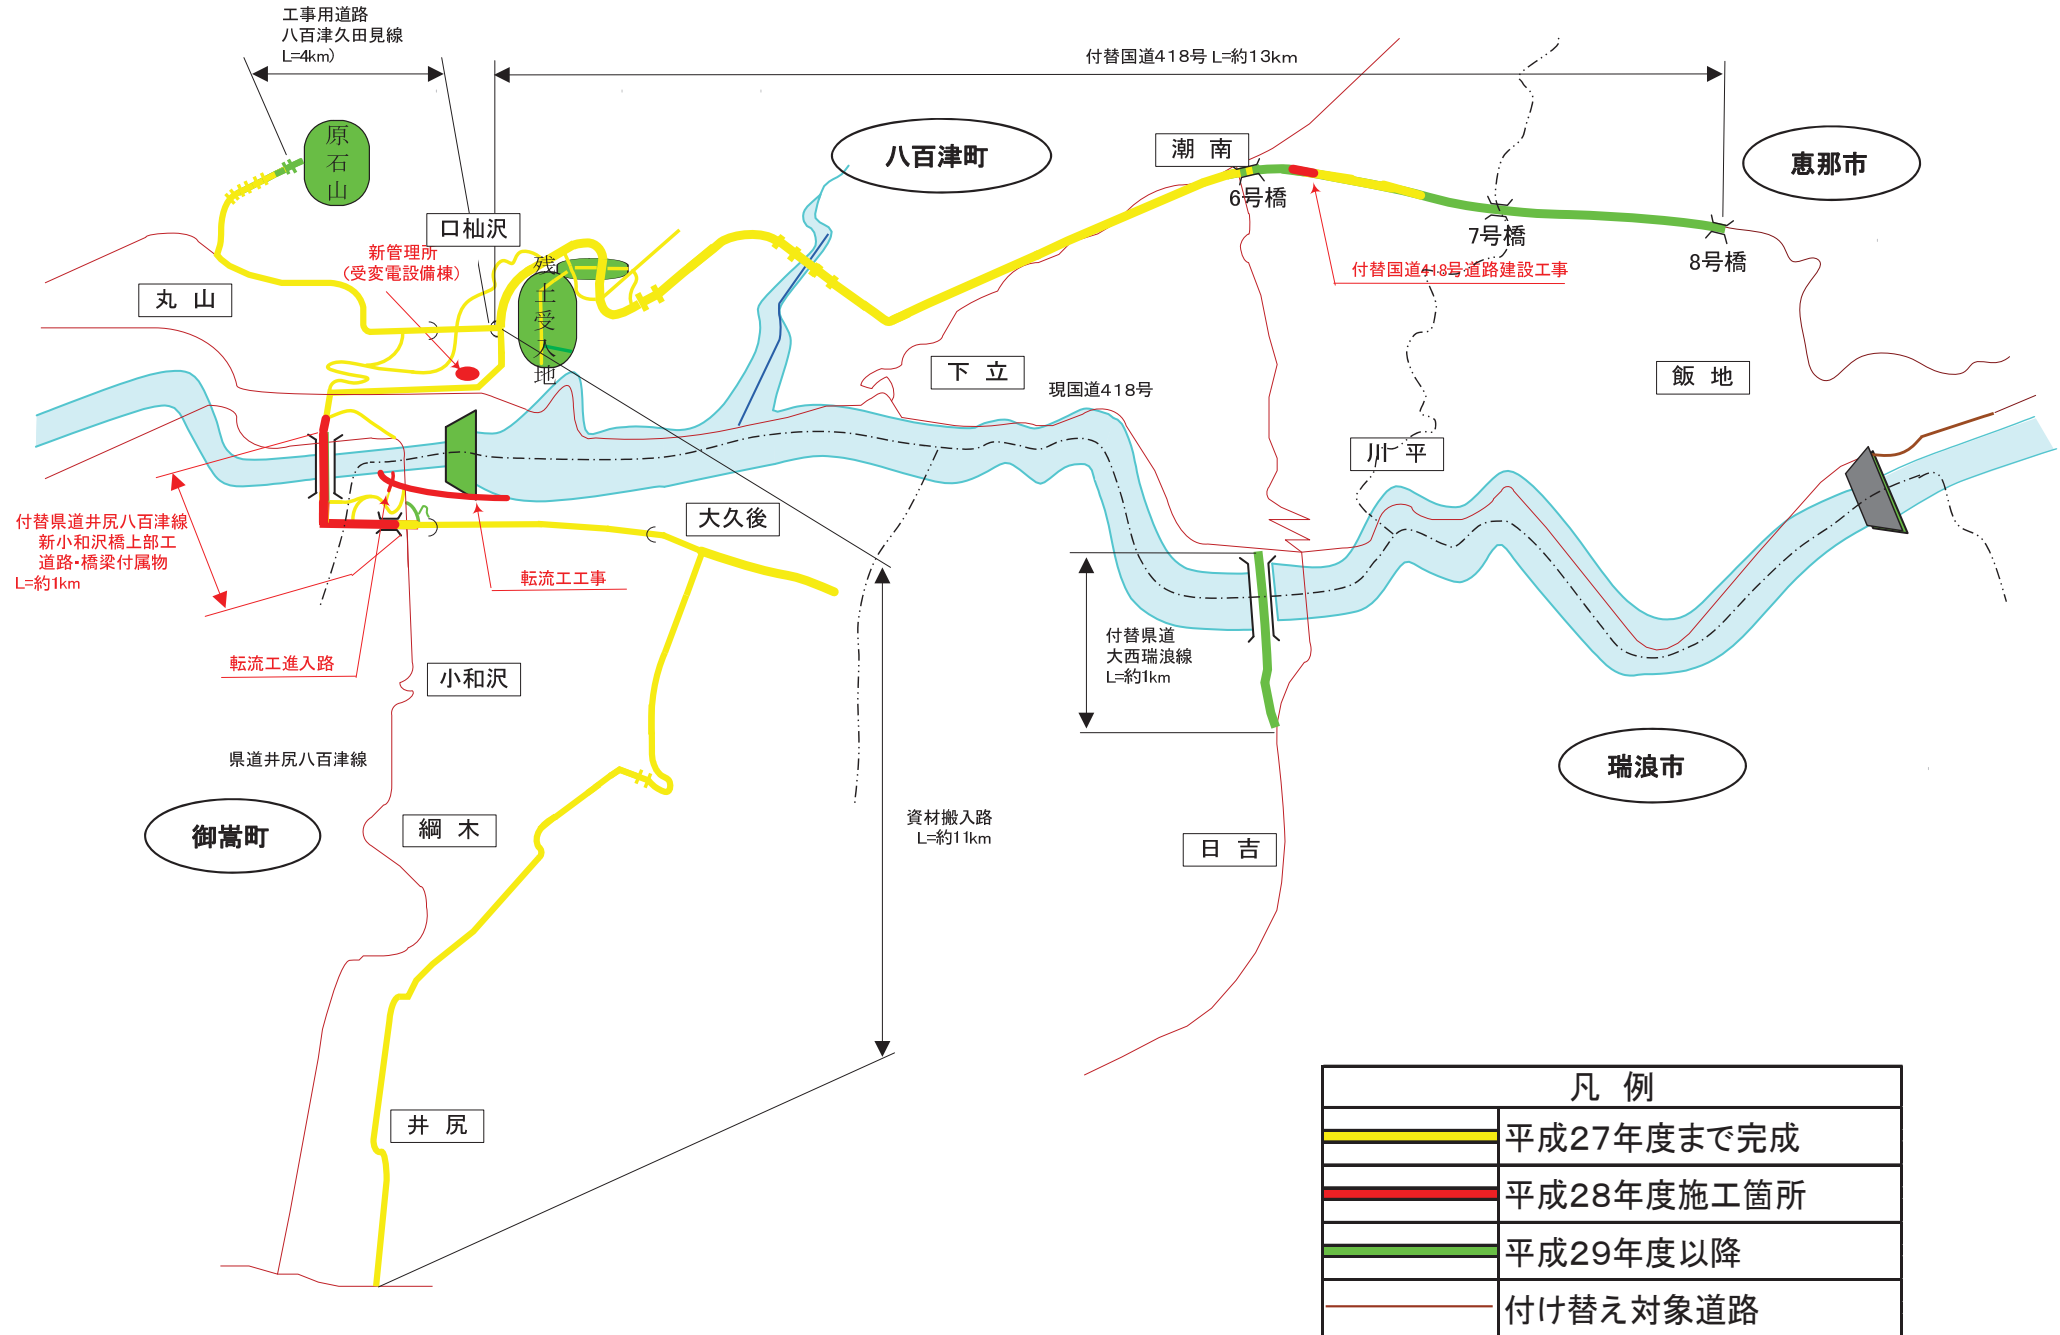 工事用道路
八百津久田見線
L=4km)
付替国道418号 L=約13km
原石山
八百津町
潮 南
恵那市
口杣沢
6号橋
7号橋
8号橋
新管理所
(受変電設備棟)
付替国道418号道路建設工事
残土受入地
丸 山
下 立
現国道418号
飯 地
川 平
大久後
付替県道井尻八百津線
新小和沢橋上部工
道路・橋梁付属物
L=約1km
転流工工事
転流工進入路
小和沢
付替県道
大西瑞浪線
L=約1km
県道井尻八百津線
瑞浪市
御嵩町
綱 木
資材搬入路
L=約11km
日 吉
井 尻
凡 例
平成27年度まで完成
平成28年度施工箇所
平成29年度以降
付け替え対象道路